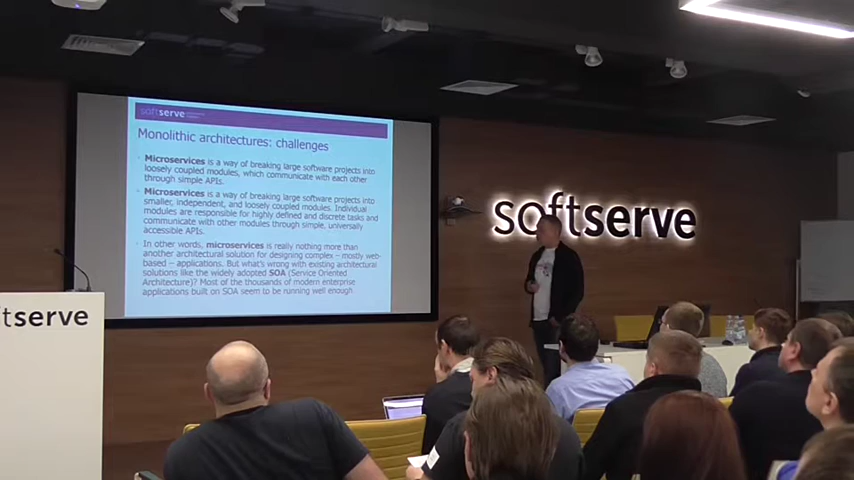 softserve
Monolithic architectures: challenges
Microservices is a way of breaking large software projects into
loosely coupled modules, which communicate with each other
through simple APIs.
Microservices is a way of breaking large software projects into
smaller, independent, and loosely coupled modules. Individual
modules are responsible for highly defined and discrete tasks and
communicate with other modules through simple, universally
accessible APIs.
In other words, microservices is really nothing more than
another architectural solution for designing complex – mostly web-
based – applications. But what's wrong with existing architectural
solutions like the widely adopted SOA (Service Oriented
Architecture)? Most of the thousands of modern enterprise
applications built on SOA seem to be running well enough.
softserve
ftserve